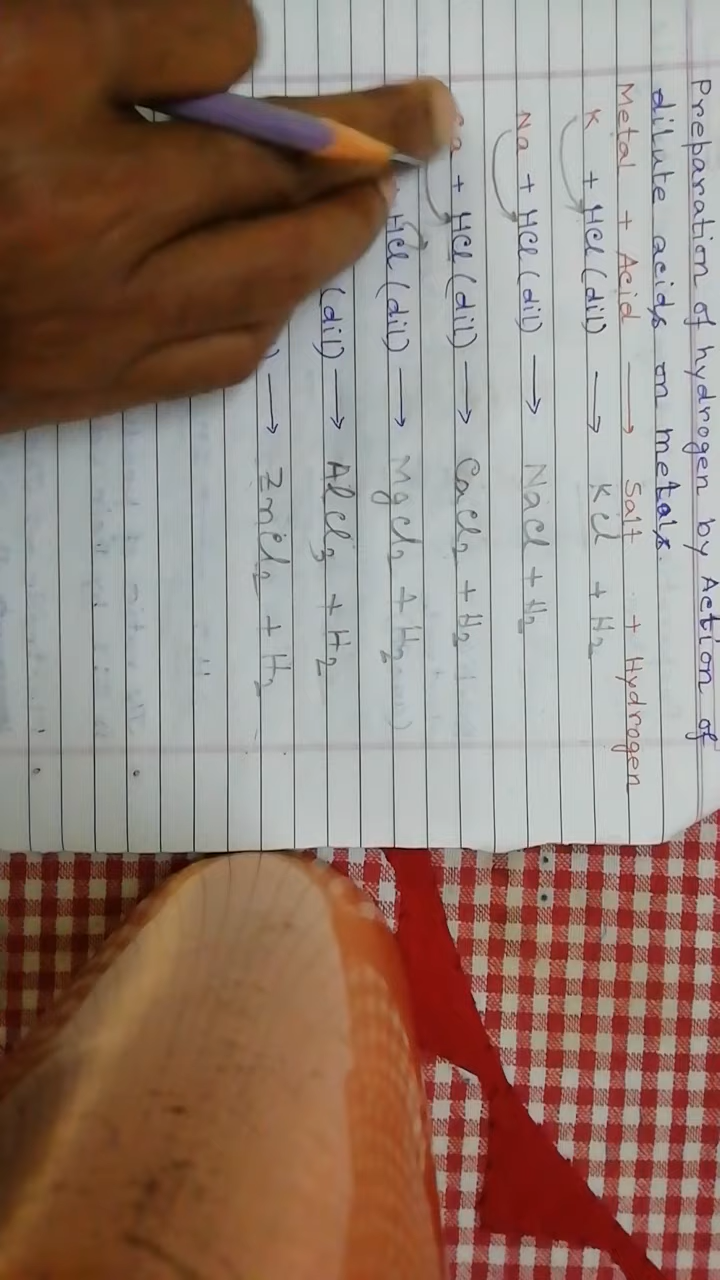 Preparation of hydrogen by Action of
dilute acids on metals.
Metal + Acid → Salt + Hydrogen
K + HCl (dil) → KCl + H₂
Na + HCl (dil) → NaCl + H₂
+ HCl (dil) → CaCl₂ + H₂
HCl (dil) → MgCl₂ + H₂
(dil) → AlCl₃ + H₂
) → ZnCl₂ + H₂